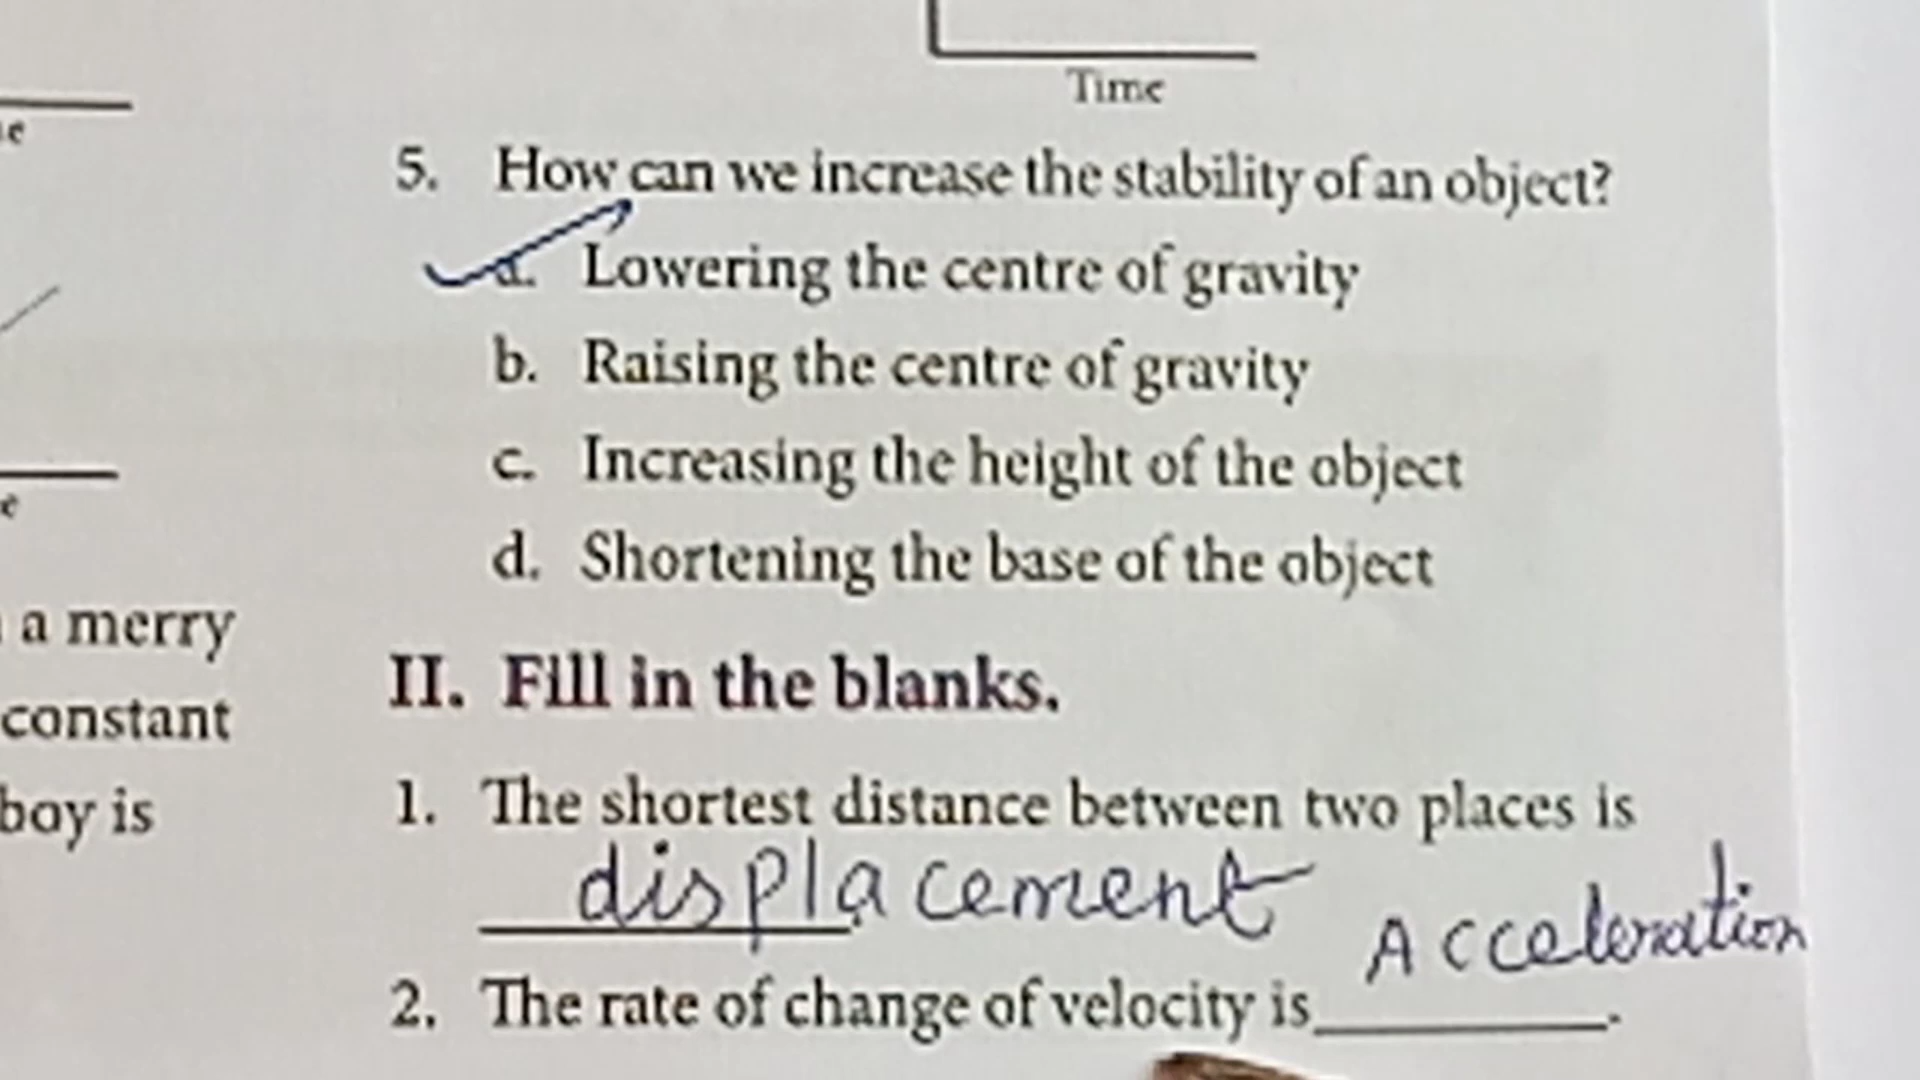 Time
5. How can we increase the stability of an object?
a. Lowering the centre of gravity
b. Raising the centre of gravity
c. Increasing the height of the object
d. Shortening the base of the object
a merry
constant
boy is
II. Fill in the blanks.
1. The shortest distance between two places is
displacement
Acceleration
2. The rate of change of velocity is ________.